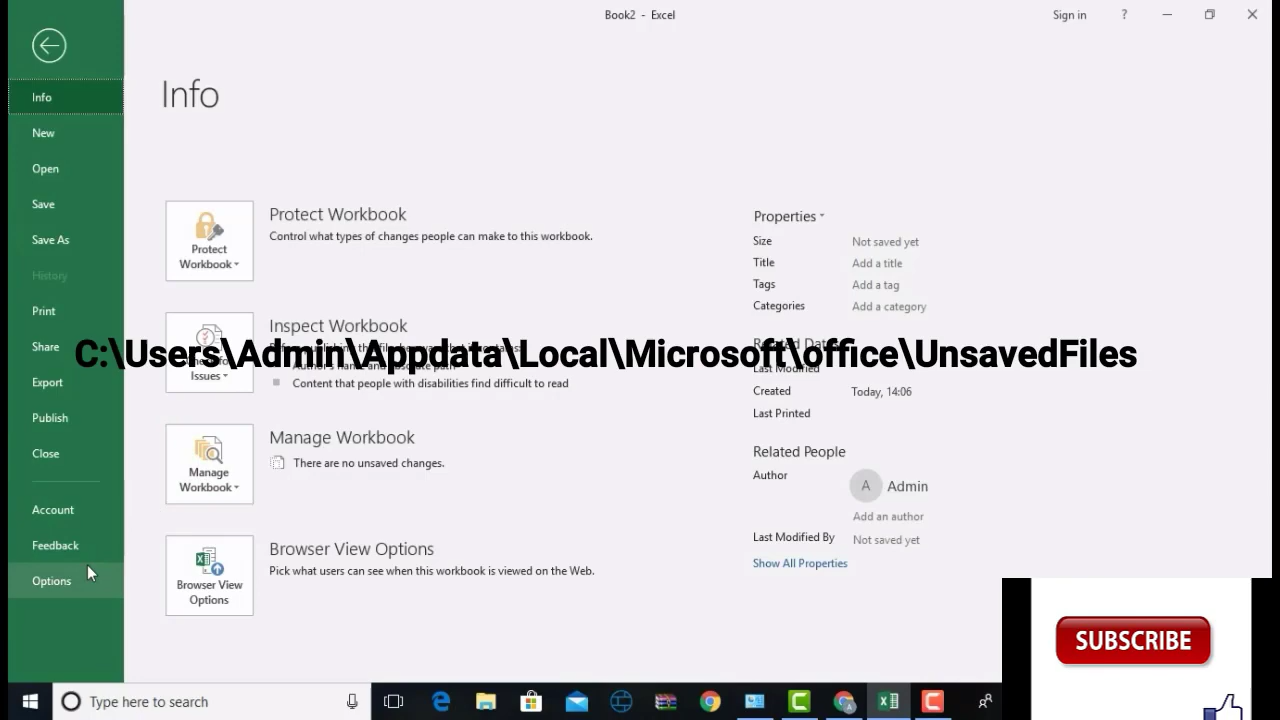 Book2 - Excel
Sign in
?
Info
New
Open
Save
Save As
History
Print
Share
Export
Publish
Close
Account
Feedback
Options
Info
Protect Workbook
Protect Workbook
Control what types of changes people can make to this workbook.
Inspect Workbook
Issues
Content that people with disabilities find difficult to read
C:\Users\Admin\Appdata\Local\Microsoft\office\UnsavedFiles
Manage Workbook
Manage Workbook
There are no unsaved changes.
Browser View Options
Browser View Options
Pick what users can see when this workbook is viewed on the Web.
Properties
Size Not saved yet
Title Add a title
Tags Add a tag
Categories Add a category
Related Dates
Last Modified
Created Today, 14:06
Last Printed
Related People
Author A Admin
Add an author
Last Modified By Not saved yet
Show All Properties
SUBSCRIBE
Type here to search